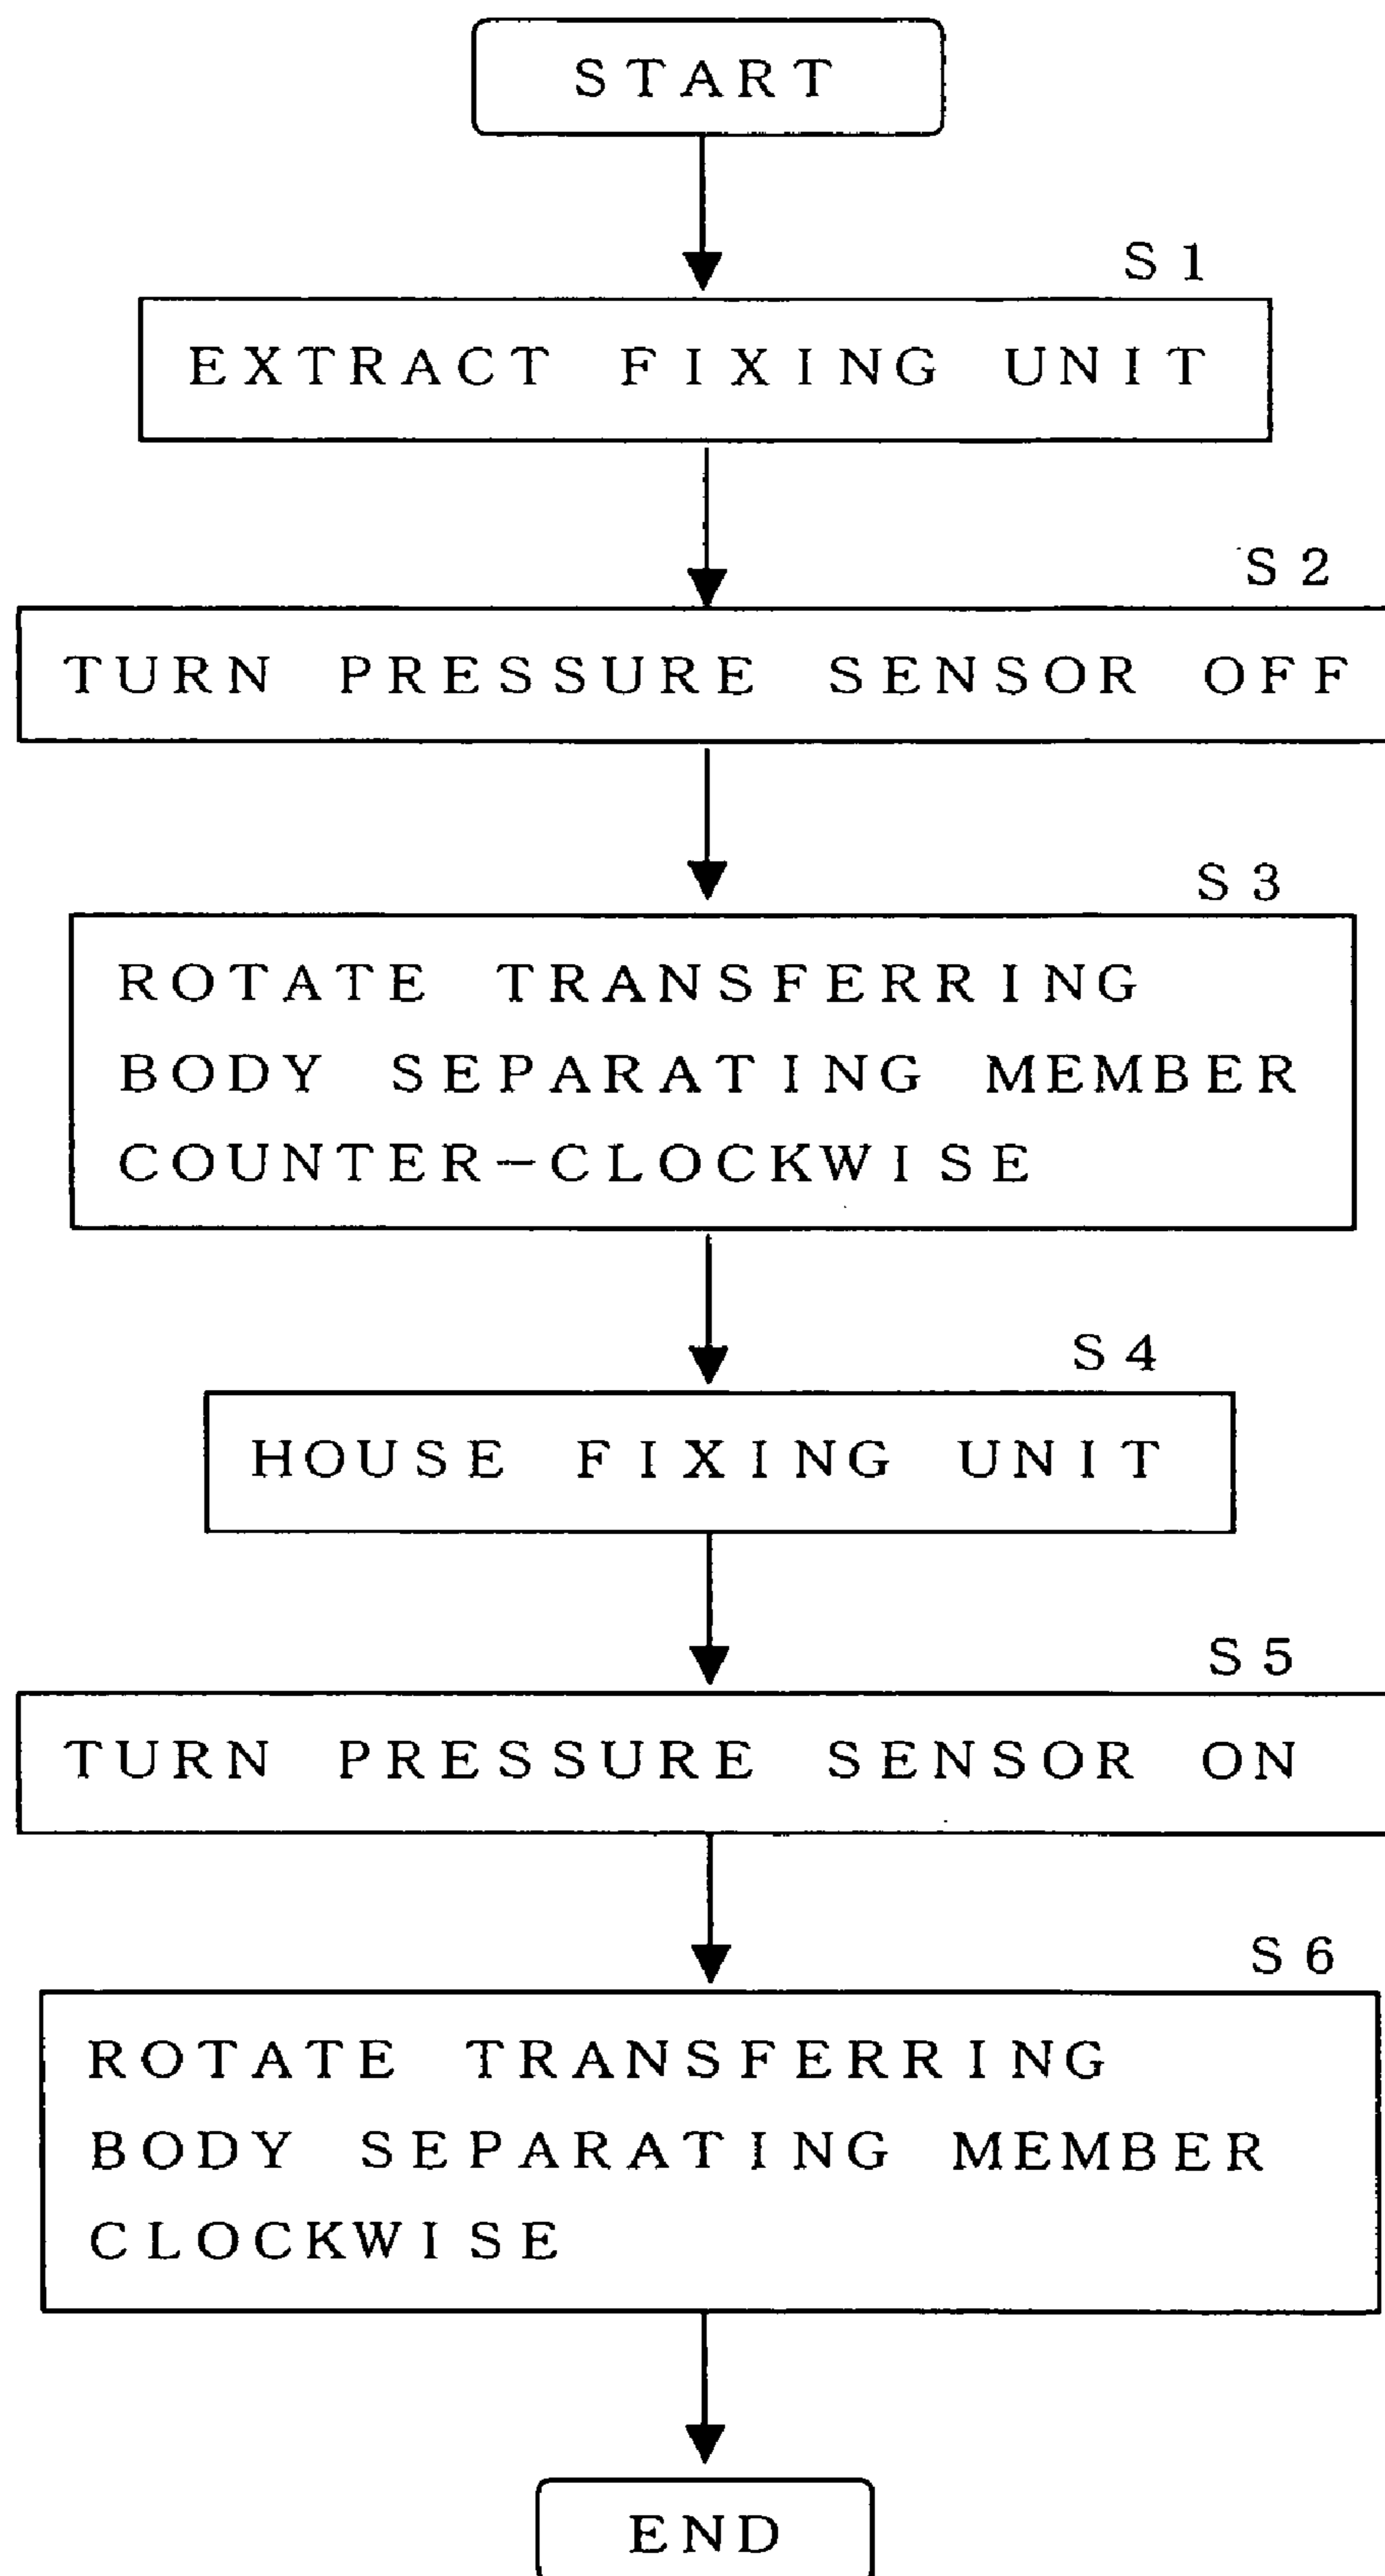 START
S1
EXTRACT FIXING UNIT
S2
TURN PRESSURE SENSOR OFF
S3
ROTATE TRANSFERRING
BODY SEPARATING MEMBER
COUNTER-CLOCKWISE
S4
HOUSE FIXING UNIT
S5
TURN PRESSURE SENSOR ON
S6
ROTATE TRANSFERRING
BODY SEPARATING MEMBER
CLOCKWISE
END